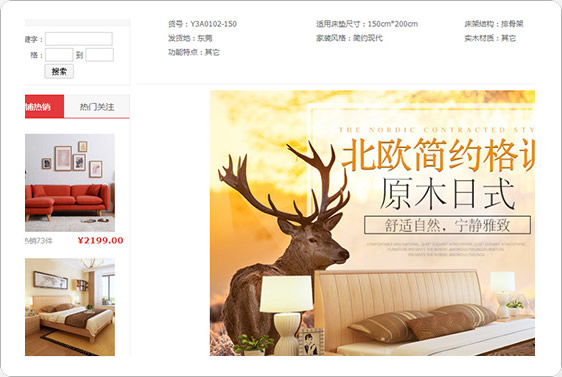 货号：Y3A0102-150 适用床垫尺寸：150cm*200cm 床架结构：排骨架
发货地：东莞 家装风格：简约现代 实木材质：其它
功能特点：其它
键字：
格： 到
搜索
铺热销 热门关注
热销73件 ¥2199.00
THE NORDIC CONTRACTED STY
北欧简约格调
原木日式
舒适自然，宁静雅致